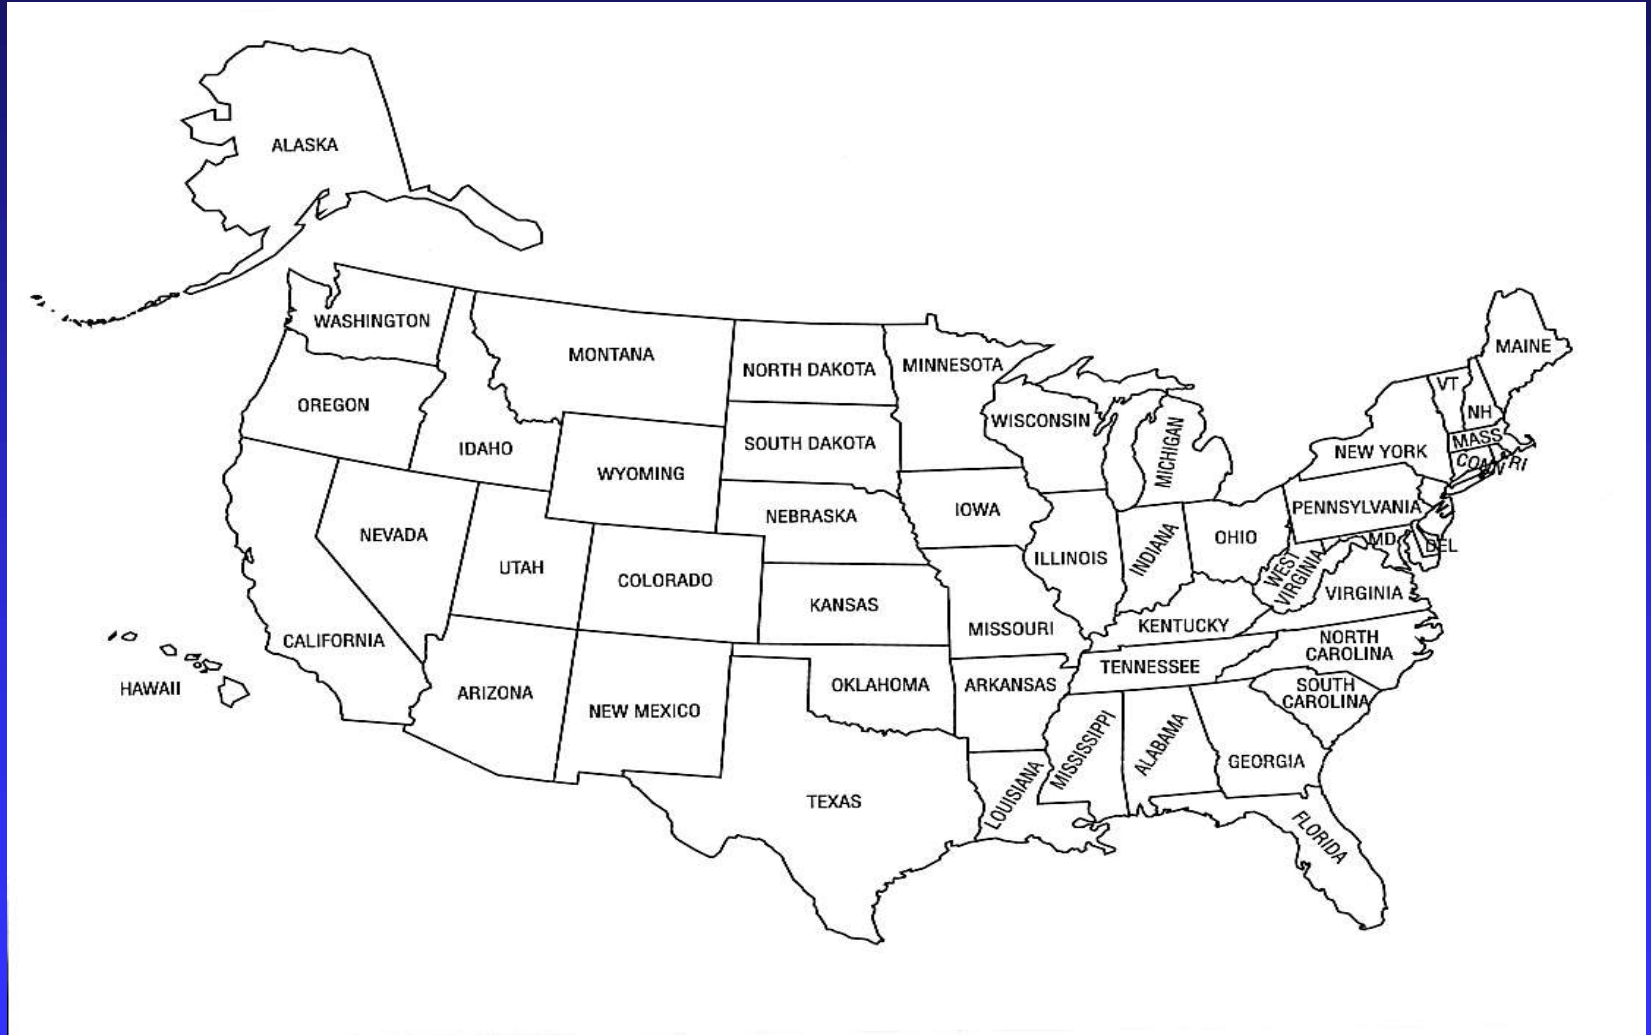 ALASKA
WASHINGTON
MONTANA
NORTH DAKOTA
MINNESOTA
MAINE
VT
NH
OREGON
IDAHO
WYOMING
SOUTH DAKOTA
WISCONSIN
MICHIGAN
NEW YORK
MASS
CONN
RI
NEVADA
UTAH
COLORADO
NEBRASKA
IOWA
ILLINOIS
INDIANA
OHIO
PENNSYLVANIA
NJ
MD
DEL
WEST
VIRGINIA
VIRGINIA
CALIFORNIA
KANSAS
MISSOURI
KENTUCKY
HAWAII
ARIZONA
NEW MEXICO
OKLAHOMA
ARKANSAS
TENNESSEE
NORTH
CAROLINA
SOUTH
CAROLINA
TEXAS
LOUISIANA
MISSISSIPPI
ALABAMA
GEORGIA
FLORIDA